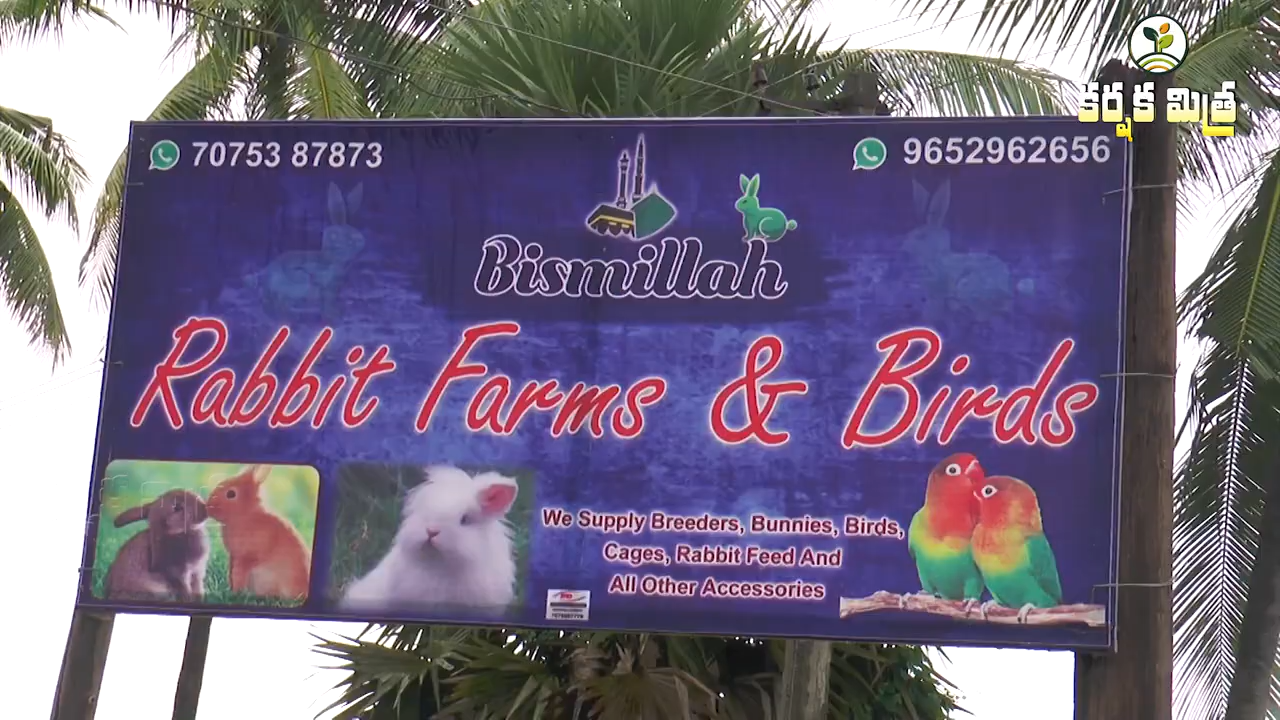 కర్షక మిత్ర
70753 87873
9652962656
Bismillah
Rabbit Farms & Birds
We Supply Breeders, Bunnies, Birds,
Cages, Rabbit Feed And
All Other Accessories